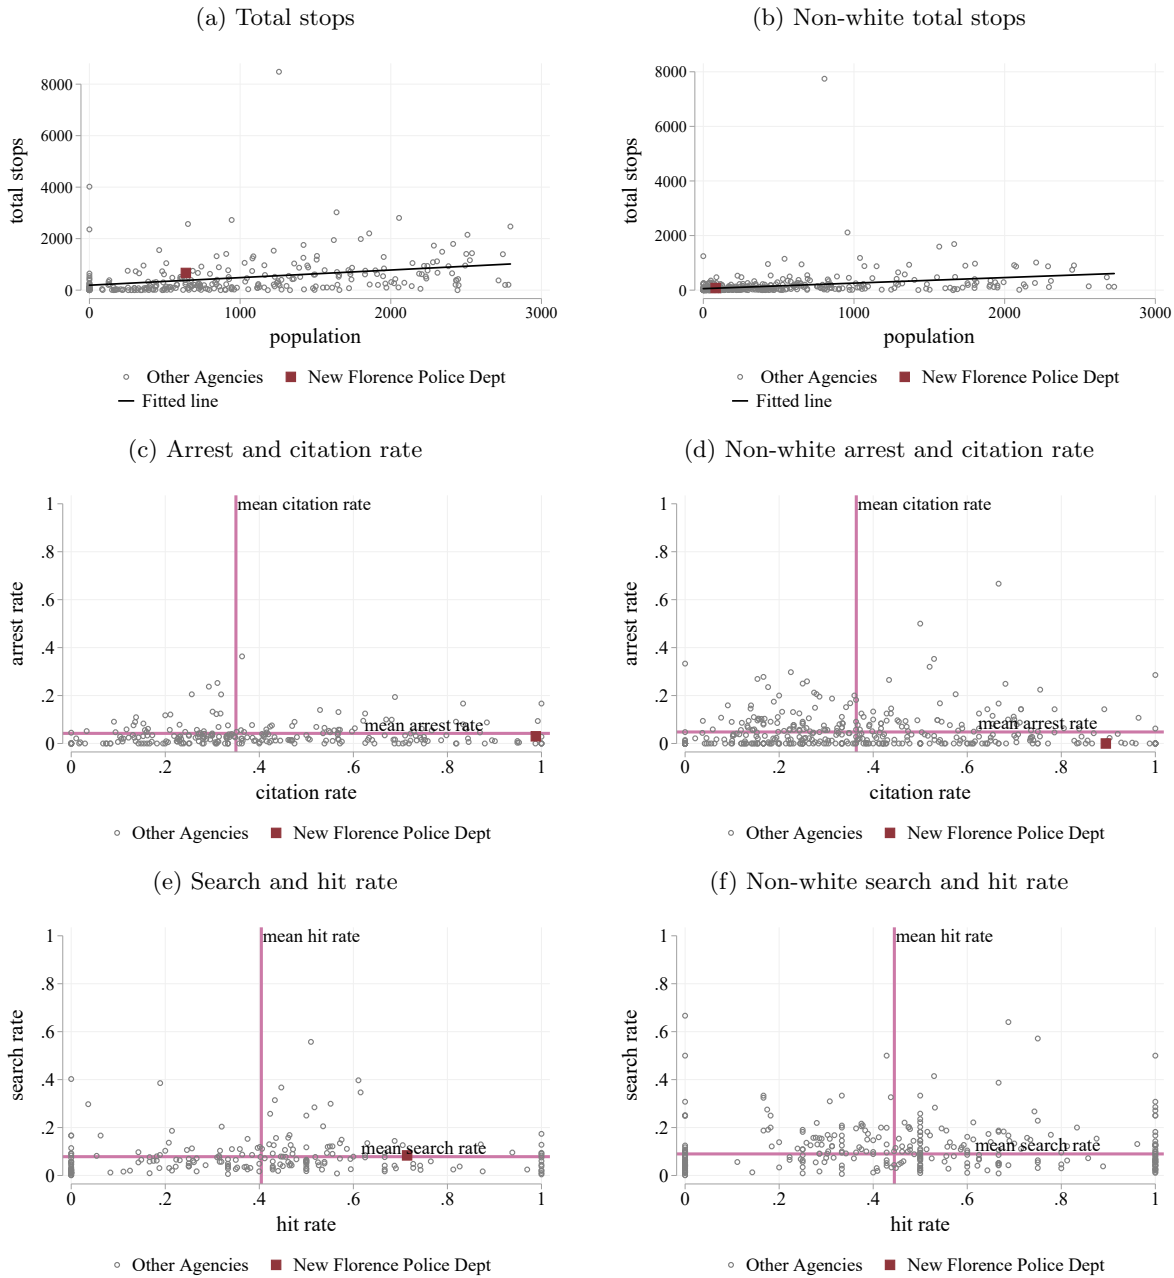 (a) Total stops
(b) Non-white total stops
total stops
8000
6000
4000
2000
0
0 1000 2000 3000
population
Other Agencies New Florence Police Dept
Fitted line
total stops
8000
6000
4000
2000
0
0 1000 2000 3000
population
Other Agencies New Florence Police Dept
Fitted line
(c) Arrest and citation rate
(d) Non-white arrest and citation rate
arrest rate
1
.8
.6
.4
.2
0
mean citation rate
mean arrest rate
0 .2 .4 .6 .8 1
citation rate
Other Agencies New Florence Police Dept
arrest rate
1
.8
.6
.4
.2
0
mean citation rate
mean arrest rate
0 .2 .4 .6 .8 1
citation rate
Other Agencies New Florence Police Dept
(e) Search and hit rate
(f) Non-white search and hit rate
search rate
1
.8
.6
.4
.2
0
mean hit rate
mean search rate
0 .2 .4 .6 .8 1
hit rate
Other Agencies New Florence Police Dept
search rate
1
.8
.6
.4
.2
0
mean hit rate
mean search rate
0 .2 .4 .6 .8 1
hit rate
Other Agencies New Florence Police Dept